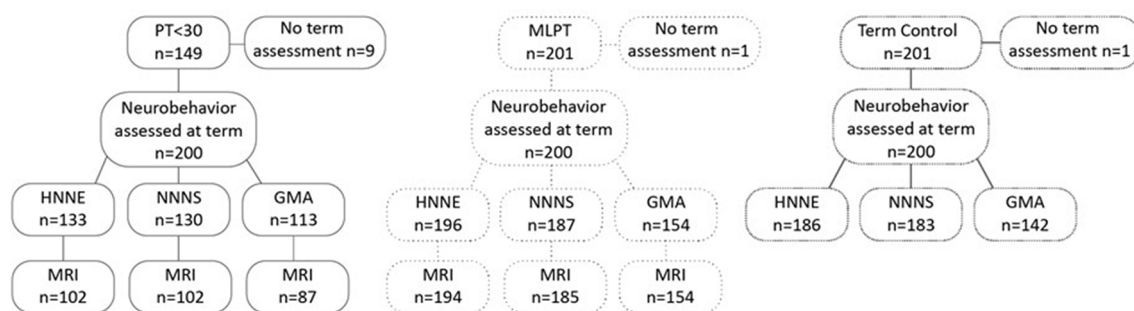 PT<30
n=149
No term
assessment n=9
Neurobehavior
assessed at term
n=200
HNNE
n=133
NNNS
n=130
GMA
n=113
MRI
n=102
MRI
n=102
MRI
n=87
MLPT
n=201
No term
assessment n=1
Neurobehavior
assessed at term
n=200
HNNE
n=196
NNNS
n=187
GMA
n=154
MRI
n=194
MRI
n=185
MRI
n=154
Term Control
n=201
No term
assessment n=1
Neurobehavior
assessed at term
n=200
HNNE
n=186
NNNS
n=183
GMA
n=142